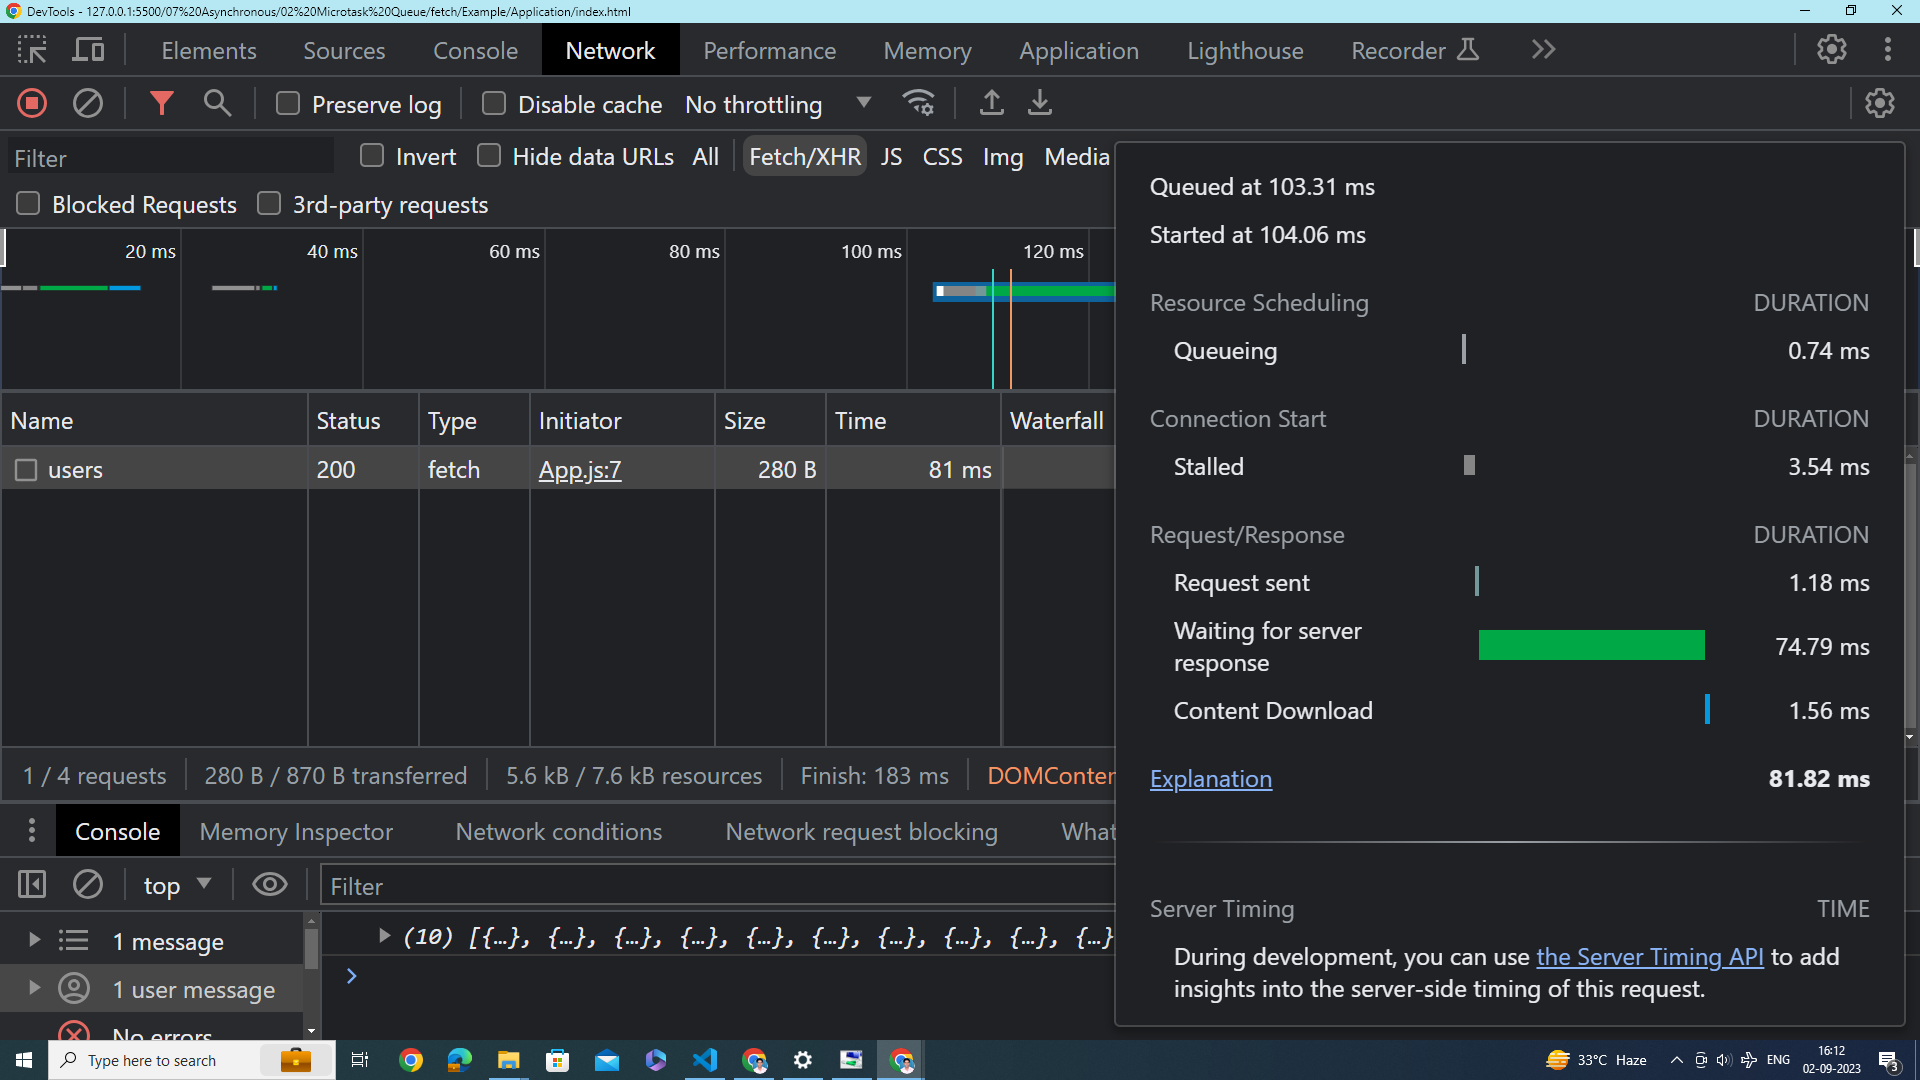 DevTools - 127.0.0.1:5500/07%20Asynchronous/02%20Microtask%20Queue/fetch/Example/Application/index.html
Elements Sources Console Network Performance Memory Application Lighthouse Recorder
Preserve log Disable cache No throttling
Filter Invert Hide data URLs All Fetch/XHR JS CSS Img Media
Blocked Requests 3rd-party requests
20 ms 40 ms 60 ms 80 ms 100 ms 120 ms
Name Status Type Initiator Size Time Waterfall
users 200 fetch App.js:7 280 B 81 ms
1 / 4 requests 280 B / 870 B transferred 5.6 kB / 7.6 kB resources Finish: 183 ms DOMConten
Queued at 103.31 ms
Started at 104.06 ms
Resource Scheduling DURATION
Queueing 0.74 ms
Connection Start DURATION
Stalled 3.54 ms
Request/Response DURATION
Request sent 1.18 ms
Waiting for server
response 74.79 ms
Content Download 1.56 ms
Explanation 81.82 ms
Server Timing TIME
During development, you can use the Server Timing API to add
insights into the server-side timing of this request.
Console Memory Inspector Network conditions Network request blocking What
top Filter
1 message
1 user message
No errors
(10) [{…}, {…}, {…}, {…}, {…}, {…}, {…}, {…}, {…}, {…}
Type here to search
33°C Haze ENG
16:12
02-09-2023
3